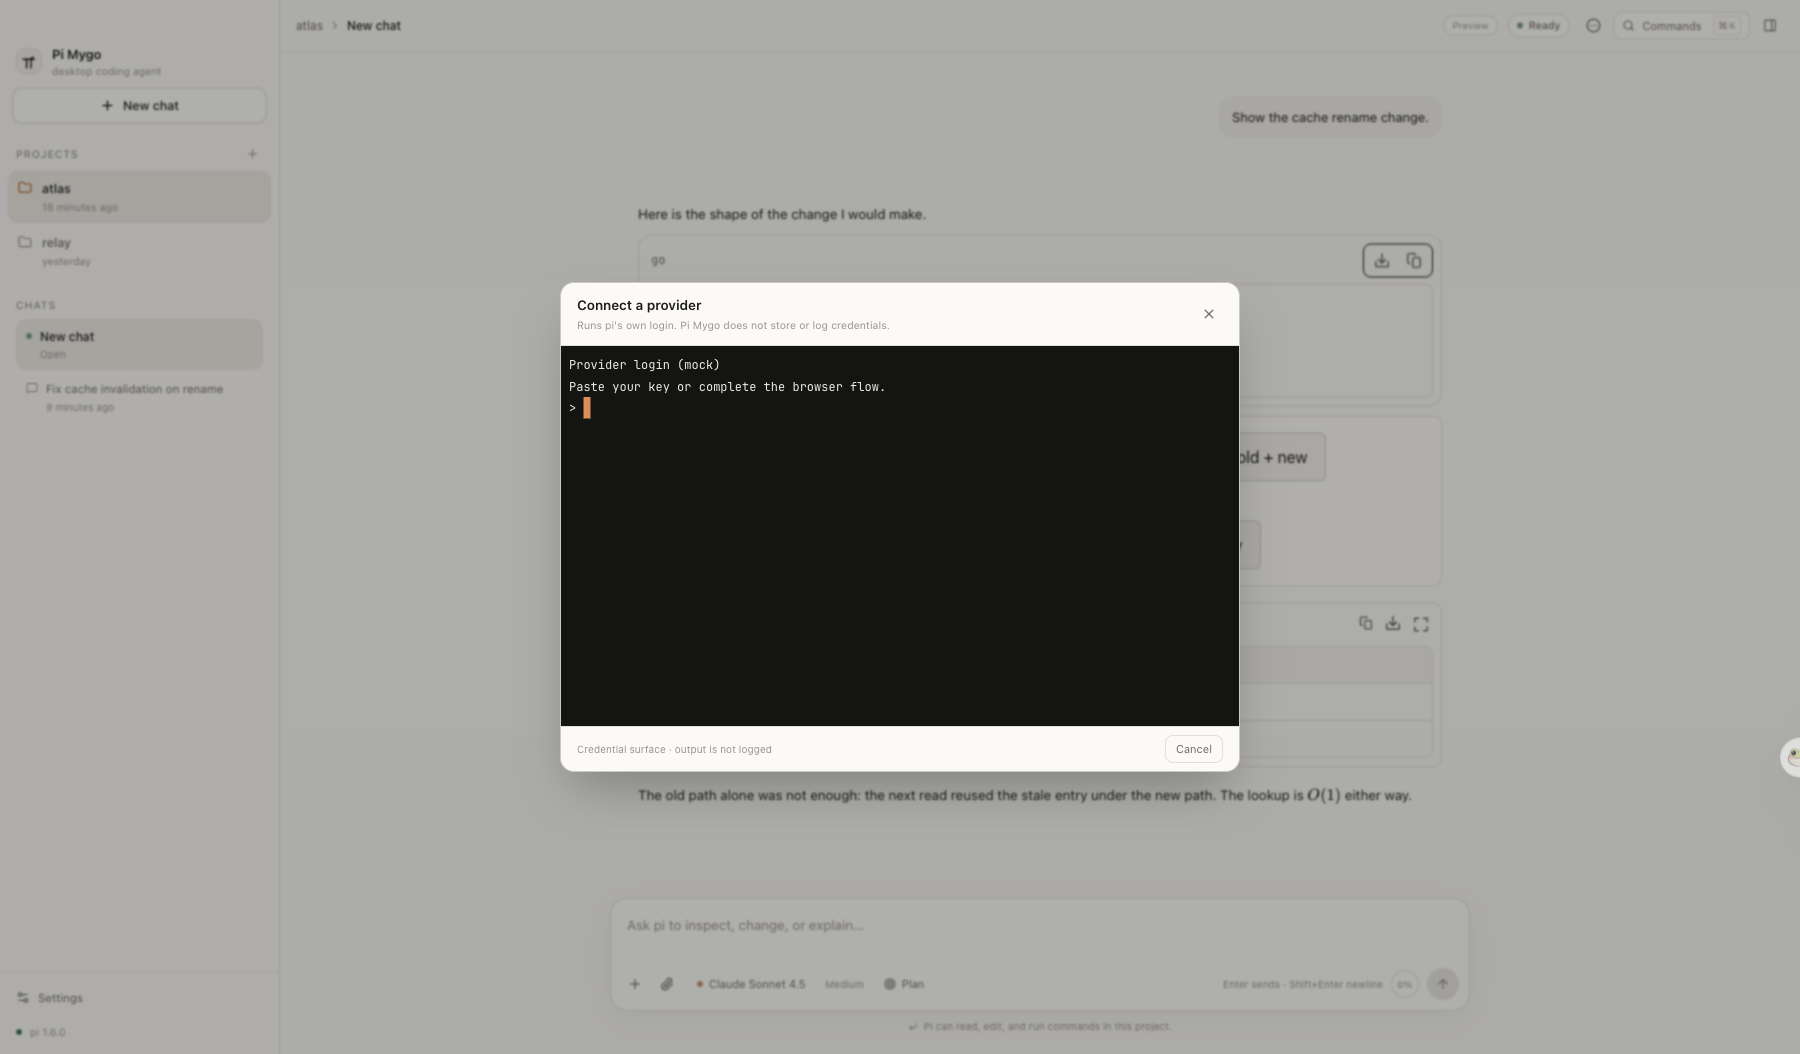 Pi Mygo
desktop coding agent
New chat
PROJECTS
atlas
18 minutes ago
relay
yesterday
CHATS
New chat
Open
Fix cache invalidation on rename
9 minutes ago
Settings
pi 1.6.0
atlas > New chat
Preview
Ready
Commands
⌘K
Show the cache rename change.
Here is the shape of the change I would make.
go
Connect a provider
Runs pi's own login. Pi Mygo does not store or log credentials.
Provider login (mock)
Paste your key or complete the browser flow.
>
old + new
Credential surface · output is not logged
Cancel
The old path alone was not enough: the next read reused the stale entry under the new path. The lookup is O(1) either way.
Ask pi to inspect, change, or explain...
Claude Sonnet 4.5
Medium
Plan
Enter sends · Shift+Enter newline
0%
Pi can read, edit, and run commands in this project.